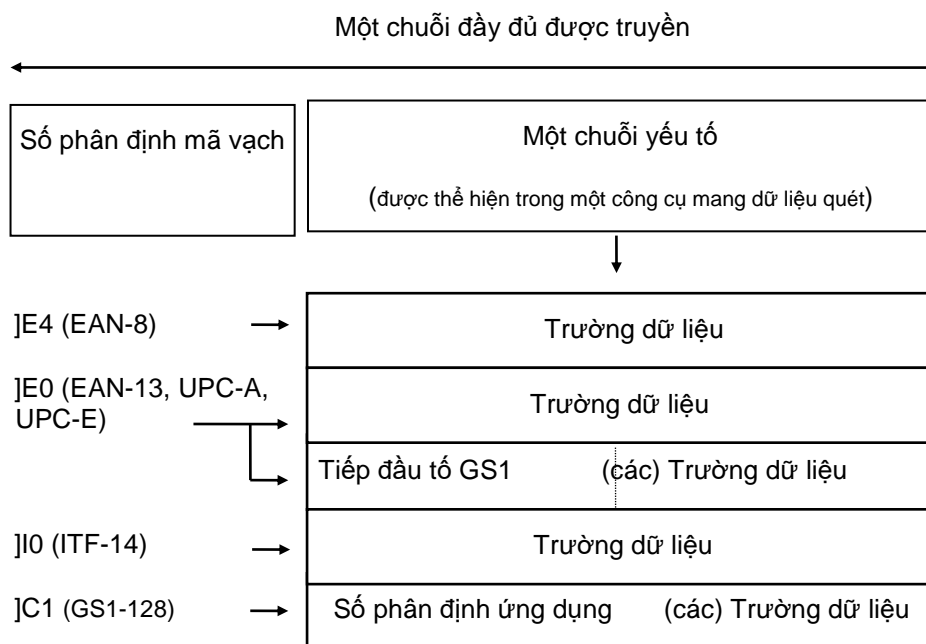 Một chuỗi đầy đủ được truyền
Số phân định mã vạch
Một chuỗi yếu tố
(được thể hiện trong một công cụ mang dữ liệu quét)
]E4 (EAN-8)
Trường dữ liệu
]E0 (EAN-13, UPC-A,
UPC-E)
Trường dữ liệu
Tiếp đầu tố GS1 (các) Trường dữ liệu
]I0 (ITF-14)
Trường dữ liệu
]C1 (GS1-128)
Số phân định ứng dụng (các) Trường dữ liệu